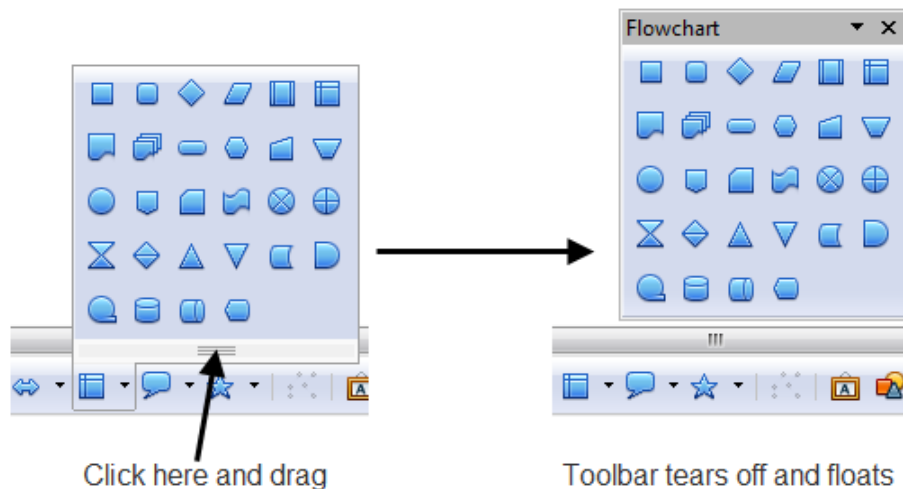 Flowchart
A
A
Click here and drag
Toolbar tears off and floats